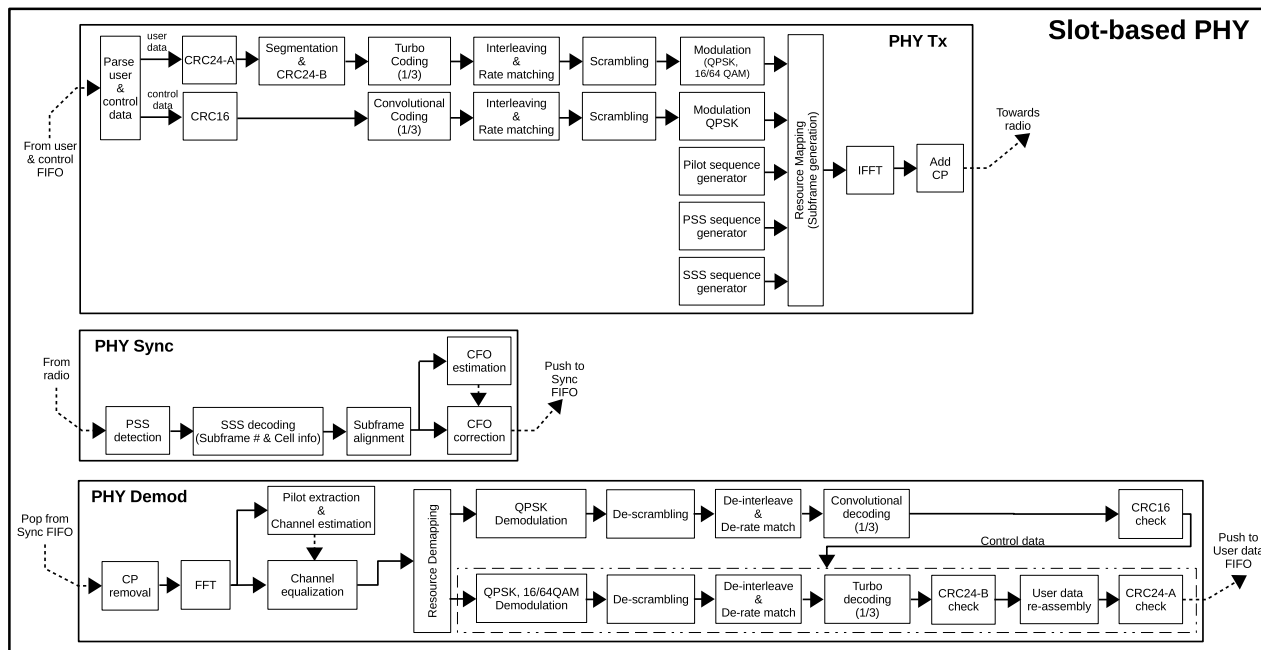 Slot-based PHY
PHY Tx
From user
& control
FIFO
Parse
user
&
control
data
user
data
control
data
CRC24-A
Segmentation
&
CRC24-B
Turbo
Coding
(1/3)
Interleaving
&
Rate matching
Scrambling
Modulation
(QPSK,
16/64 QAM)
CRC16
Convolutional
Coding
(1/3)
Interleaving
&
Rate matching
Scrambling
Modulation
QPSK
Pilot sequence
generator
PSS sequence
generator
SSS sequence
generator
Resource Mapping
(Subframe generation)
IFFT
Add
CP
Towards
radio
PHY Sync
From
radio
PSS
detection
SSS decoding
(Subframe # & Cell info)
Subframe
alignment
CFO
estimation
CFO
correction
Push to
Sync
FIFO
PHY Demod
Pop from
Sync FIFO
CP
removal
FFT
Pilot extraction
&
Channel estimation
Channel
equalization
Resource Demapping
QPSK
Demodulation
De-scrambling
De-interleave
&
De-rate match
Convolutional
decoding
(1/3)
CRC16
check
Control data
QPSK, 16/64QAM
Demodulation
De-scrambling
De-interleave
&
De-rate match
Turbo
decoding
(1/3)
CRC24-B
check
User data
re-assembly
CRC24-A
check
Push to
User data
FIFO